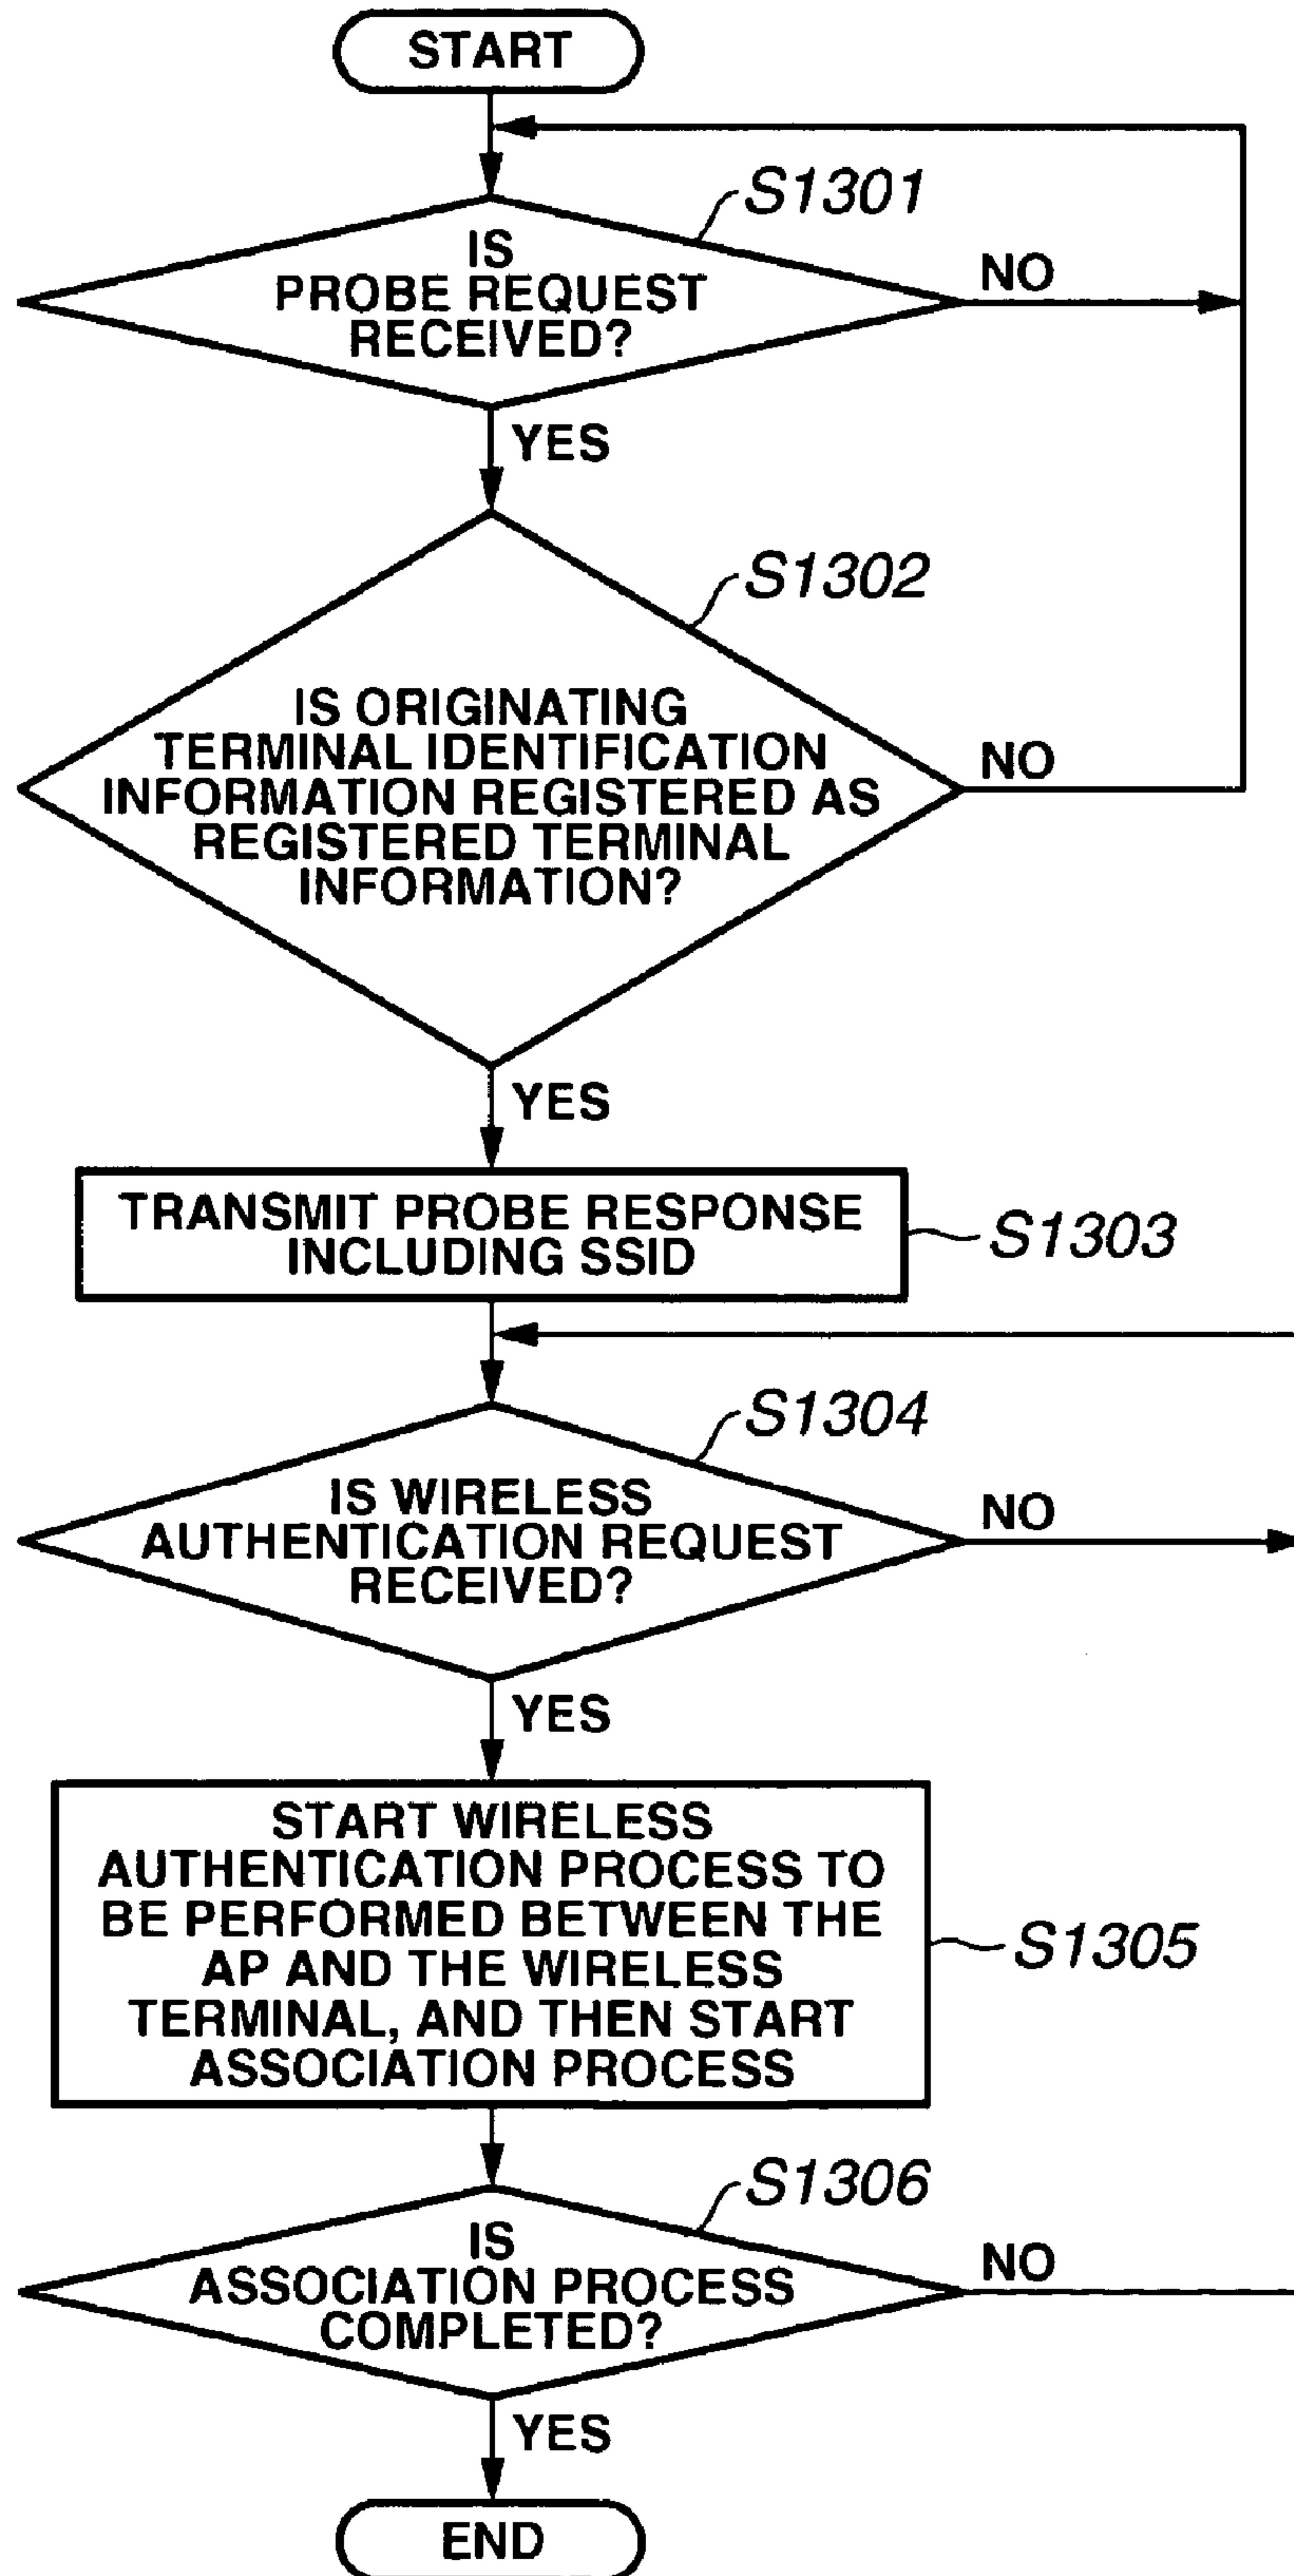 START
S1301
IS
PROBE REQUEST
RECEIVED?
NO
YES
S1302
IS ORIGINATING
TERMINAL IDENTIFICATION
INFORMATION REGISTERED AS
REGISTERED TERMINAL
INFORMATION?
NO
YES
TRANSMIT PROBE RESPONSE
INCLUDING SSID
S1303
S1304
IS WIRELESS
AUTHENTICATION REQUEST
RECEIVED?
NO
YES
START WIRELESS
AUTHENTICATION PROCESS TO
BE PERFORMED BETWEEN THE
AP AND THE WIRELESS
TERMINAL, AND THEN START
ASSOCIATION PROCESS
S1305
S1306
IS
ASSOCIATION PROCESS
COMPLETED?
NO
YES
END